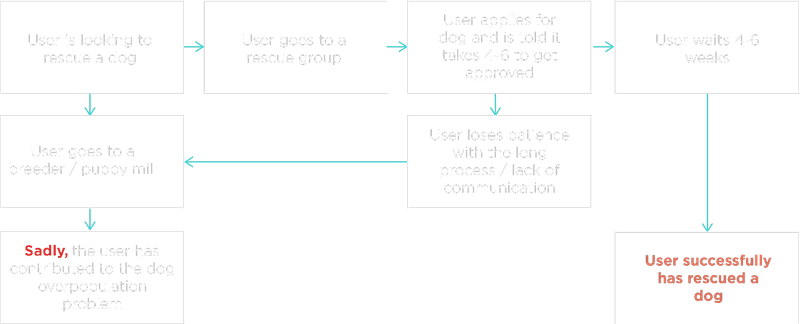 User is looking to
rescue a dog
User goes to a
rescue group
User applies for
dog and is told it
takes 4-6 to get
approved
User waits 4-6
weeks
User goes to a
breeder / puppy mill
User loses patience
with the long
process / lack of
communication
Sadly, the user has
contributed to the dog
overpopulation
problem
User successfully
has rescued a
dog